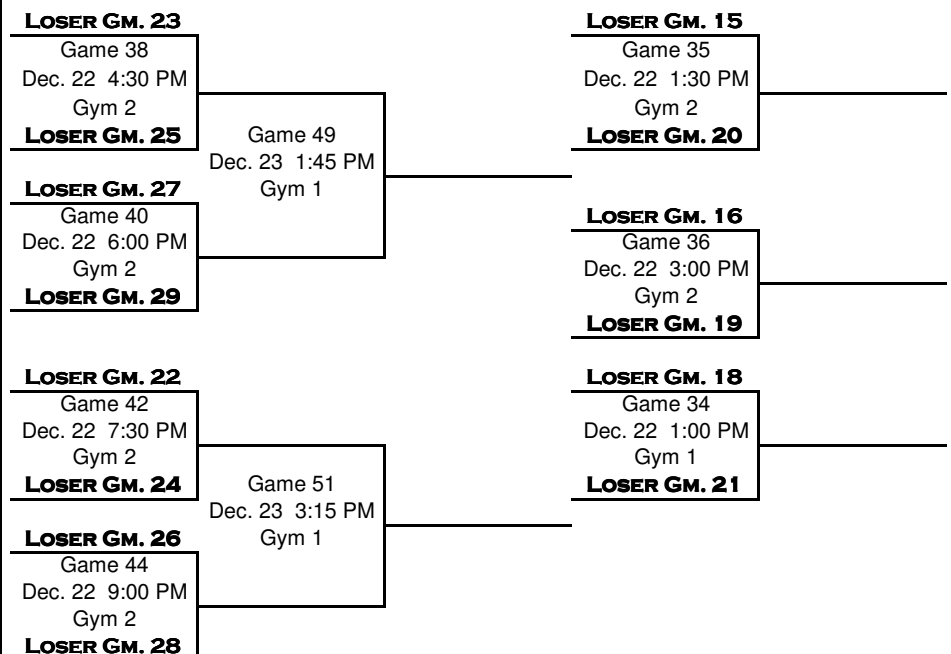 LOSER GM. 23
Game 38
Dec. 22 4:30 PM
Gym 2
LOSER GM. 25
Game 49
Dec. 23 1:45 PM
Gym 1
LOSER GM. 27
Game 40
Dec. 22 6:00 PM
Gym 2
LOSER GM. 29
LOSER GM. 22
Game 42
Dec. 22 7:30 PM
Gym 2
LOSER GM. 24
Game 51
Dec. 23 3:15 PM
Gym 1
LOSER GM. 26
Game 44
Dec. 22 9:00 PM
Gym 2
LOSER GM. 28
LOSER GM. 15
Game 35
Dec. 22 1:30 PM
Gym 2
LOSER GM. 20
LOSER GM. 16
Game 36
Dec. 22 3:00 PM
Gym 2
LOSER GM. 19
LOSER GM. 18
Game 34
Dec. 22 1:00 PM
Gym 1
LOSER GM. 21